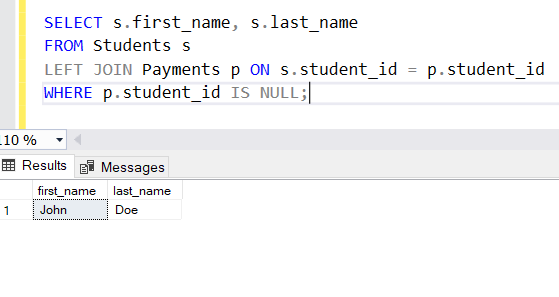 SELECT s.first_name, s.last_name
FROM Students s
LEFT JOIN Payments p ON s.student_id = p.student_id
WHERE p.student_id IS NULL;
110 %
Results Messages
first_name last_name
1 John Doe